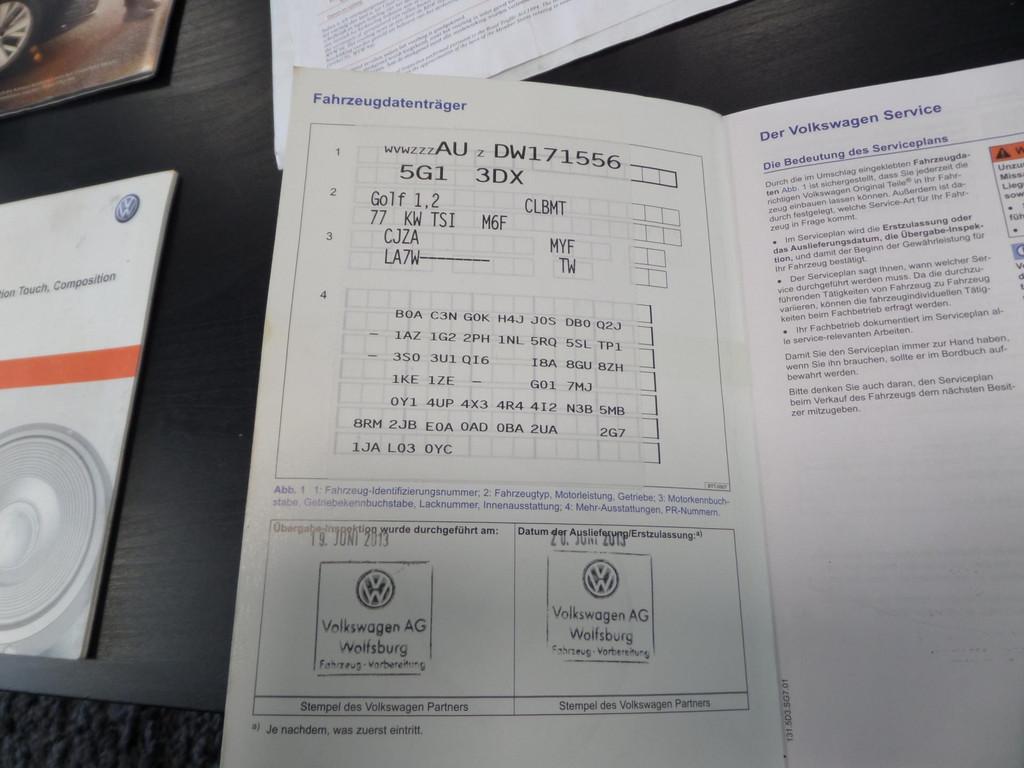 Fahrzeugdatenträger
1 WVWZZZAU Z DW171556
5G1 3DX
2 Golf 1,2 CLBMT
77 KW TSI M6F
3 CJZA MYF
LA7W-------- TW
4
B0A C3N G0K H4J J0S DB0 Q2J
– 1AZ 1G2 2PH 1NL 5RQ 5SL TP1
– 3S0 3U1 QI6 I8A 8GU 8ZH
1KE 1ZE – G01 7MJ
0Y1 4UP 4X3 4R4 4I2 N3B 5MB
8RM 2JB E0A 0AD 0BA 2UA 2G7
1JA L03 0YC
Abb. 1 1: Fahrzeug-Identifizierungsnummer; 2: Fahrzeugtyp, Motorleistung, Getriebe; 3: Motorkennbuch-
stabe, Getriebekennbuchstabe, Lacknummer, Innenausstattung; 4: Mehr-Ausstattungen, PR-Nummern.
Übergabe-Inspektion wurde durchgeführt am:
19. JUNI 2013
Volkswagen AG
Wolfsburg
Fahrzeug-Vorbereitung
Stempel des Volkswagen Partners
Datum der Auslieferung/Erstzulassung:a)
20. JUNI 2013
Volkswagen AG
Wolfsburg
Fahrzeug-Vorbereitung
Stempel des Volkswagen Partners
a) Je nachdem, was zuerst eintritt.
Der Volkswagen Service
Die Bedeutung des Serviceplans
Durch die im Umschlag eingeklebten Fahrzeugda-
ten Abb. 1 ist sichergestellt, dass Sie jederzeit die
richtigen Volkswagen Original Teile® in Ihr Fahr-
zeug einbauen lassen können. Außerdem ist da-
durch festgelegt, welche Service-Art für Ihr Fahr-
zeug in Frage kommt.
• Im Serviceplan wird die Erstzulassung oder
das Auslieferungsdatum, die Übergabe-Inspek-
tion, und damit der Beginn der Gewährleistung für
Ihr Fahrzeug bestätigt.
• Der Serviceplan sagt Ihnen, wann welcher Ser-
vice durchgeführt werden muss. Da die durchzu-
führenden Tätigkeiten von Fahrzeug zu Fahrzeug
variieren, können die fahrzeugindividuellen Tätig-
keiten beim Fachbetrieb erfragt werden.
• Ihr Fachbetrieb dokumentiert im Serviceplan al-
le service-relevanten Arbeiten.
Damit Sie den Serviceplan immer zur Hand haben,
wenn Sie ihn brauchen, sollte er im Bordbuch auf-
bewahrt werden.
Bitte denken Sie auch daran, den Serviceplan
beim Verkauf des Fahrzeugs dem nächsten Besit-
zer mitzugeben.
131.5D3.SG7.01
tion Touch, Composition